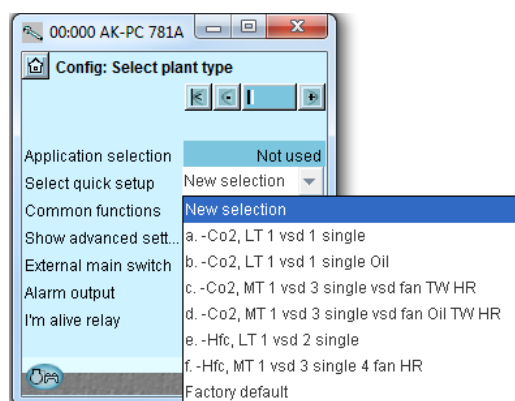 00:000 AK-PC 781A
Config: Select plant type
Application selection Not used
Select quick setup New selection
Common functions
Show advanced sett...
External main switch
Alarm output
I'm alive relay
New selection
a. -Co2, LT 1 vsd 1 single
b. -Co2, LT 1 vsd 1 single Oil
c. -Co2, MT 1 vsd 3 single vsd fan TW HR
d. -Co2, MT 1 vsd 3 single vsd fan Oil TW HR
e. -Hfc, LT 1 vsd 2 single
f. -Hfc, MT 1 vsd 3 single 4 fan HR
Factory default